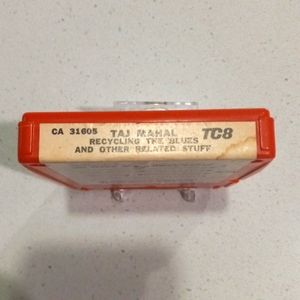 CA 31605 TAJ MAHAL TC8
RECYCLING THE BLUES
AND OTHER RELATED STUFF